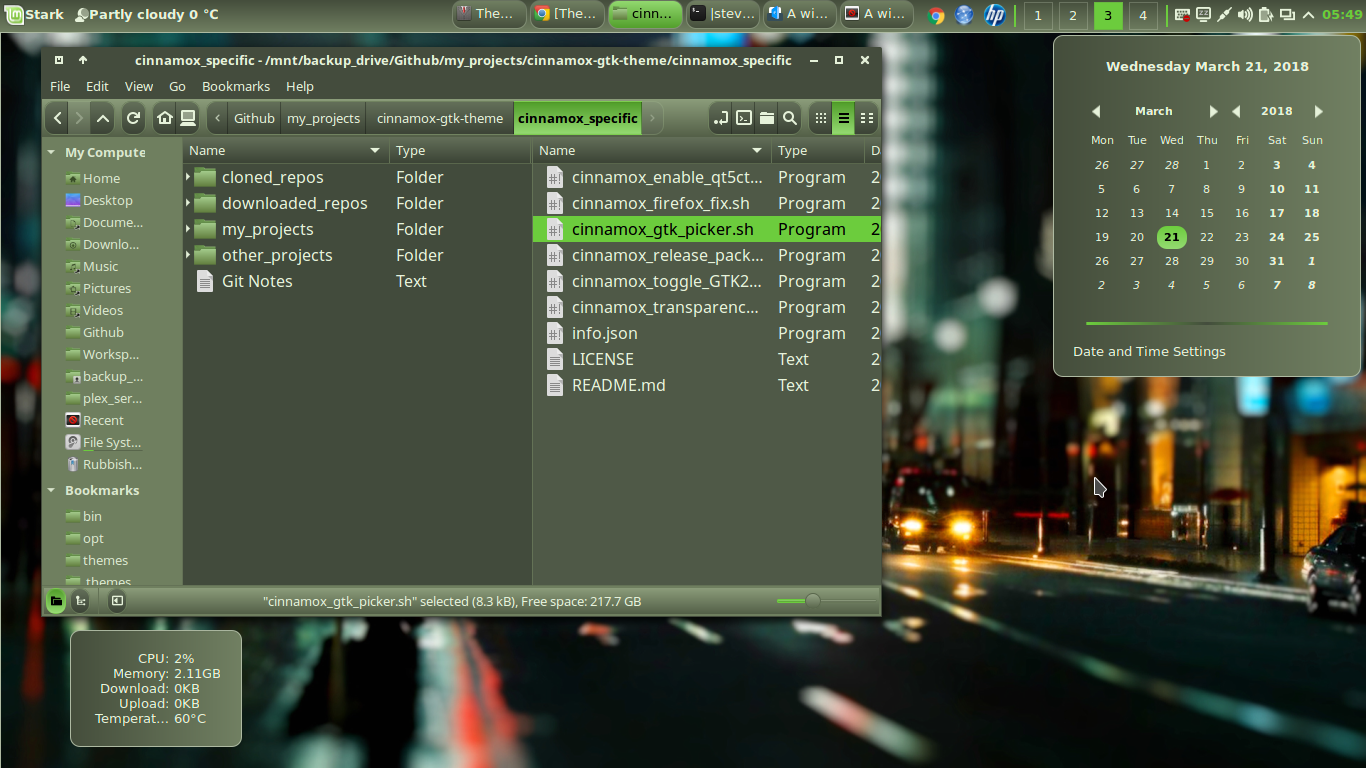 Stark
Partly cloudy 0 °C
The...
[The...
cinn...
|stev...
A wi...
A wi...
hp
1 2 3 4
05:49
cinnamox_specific - /mnt/backup_drive/Github/my_projects/cinnamox-gtk-theme/cinnamox_specific
File Edit View Go Bookmarks Help
Github my_projects cinnamox-gtk-theme cinnamox_specific
My Compute
Home
Desktop
Docume...
Downlo...
Music
Pictures
Videos
Github
Worksp...
backup_...
plex_ser...
Recent
File Syst...
Rubbish...
Bookmarks
bin
opt
themes
.themes
Name Type
cloned_repos Folder
downloaded_repos Folder
my_projects Folder
other_projects Folder
Git Notes Text
Name Type D
cinnamox_enable_qt5ct... Program 2
cinnamox_firefox_fix.sh Program 2
cinnamox_gtk_picker.sh Program 2
cinnamox_release_pack... Program 2
cinnamox_toggle_GTK2... Program 2
cinnamox_transparenc... Program 2
info.json Program 2
LICENSE Text 2
README.md Text 2
"cinnamox_gtk_picker.sh" selected (8.3 kB), Free space: 217.7 GB
Wednesday March 21, 2018
March 2018
Mon Tue Wed Thu Fri Sat Sun
26 27 28 1 2 3 4
5 6 7 8 9 10 11
12 13 14 15 16 17 18
19 20 21 22 23 24 25
26 27 28 29 30 31 1
2 3 4 5 6 7 8
Date and Time Settings
CPU: 2%
Memory: 2.11GB
Download: 0KB
Upload: 0KB
Temperat... 60°C